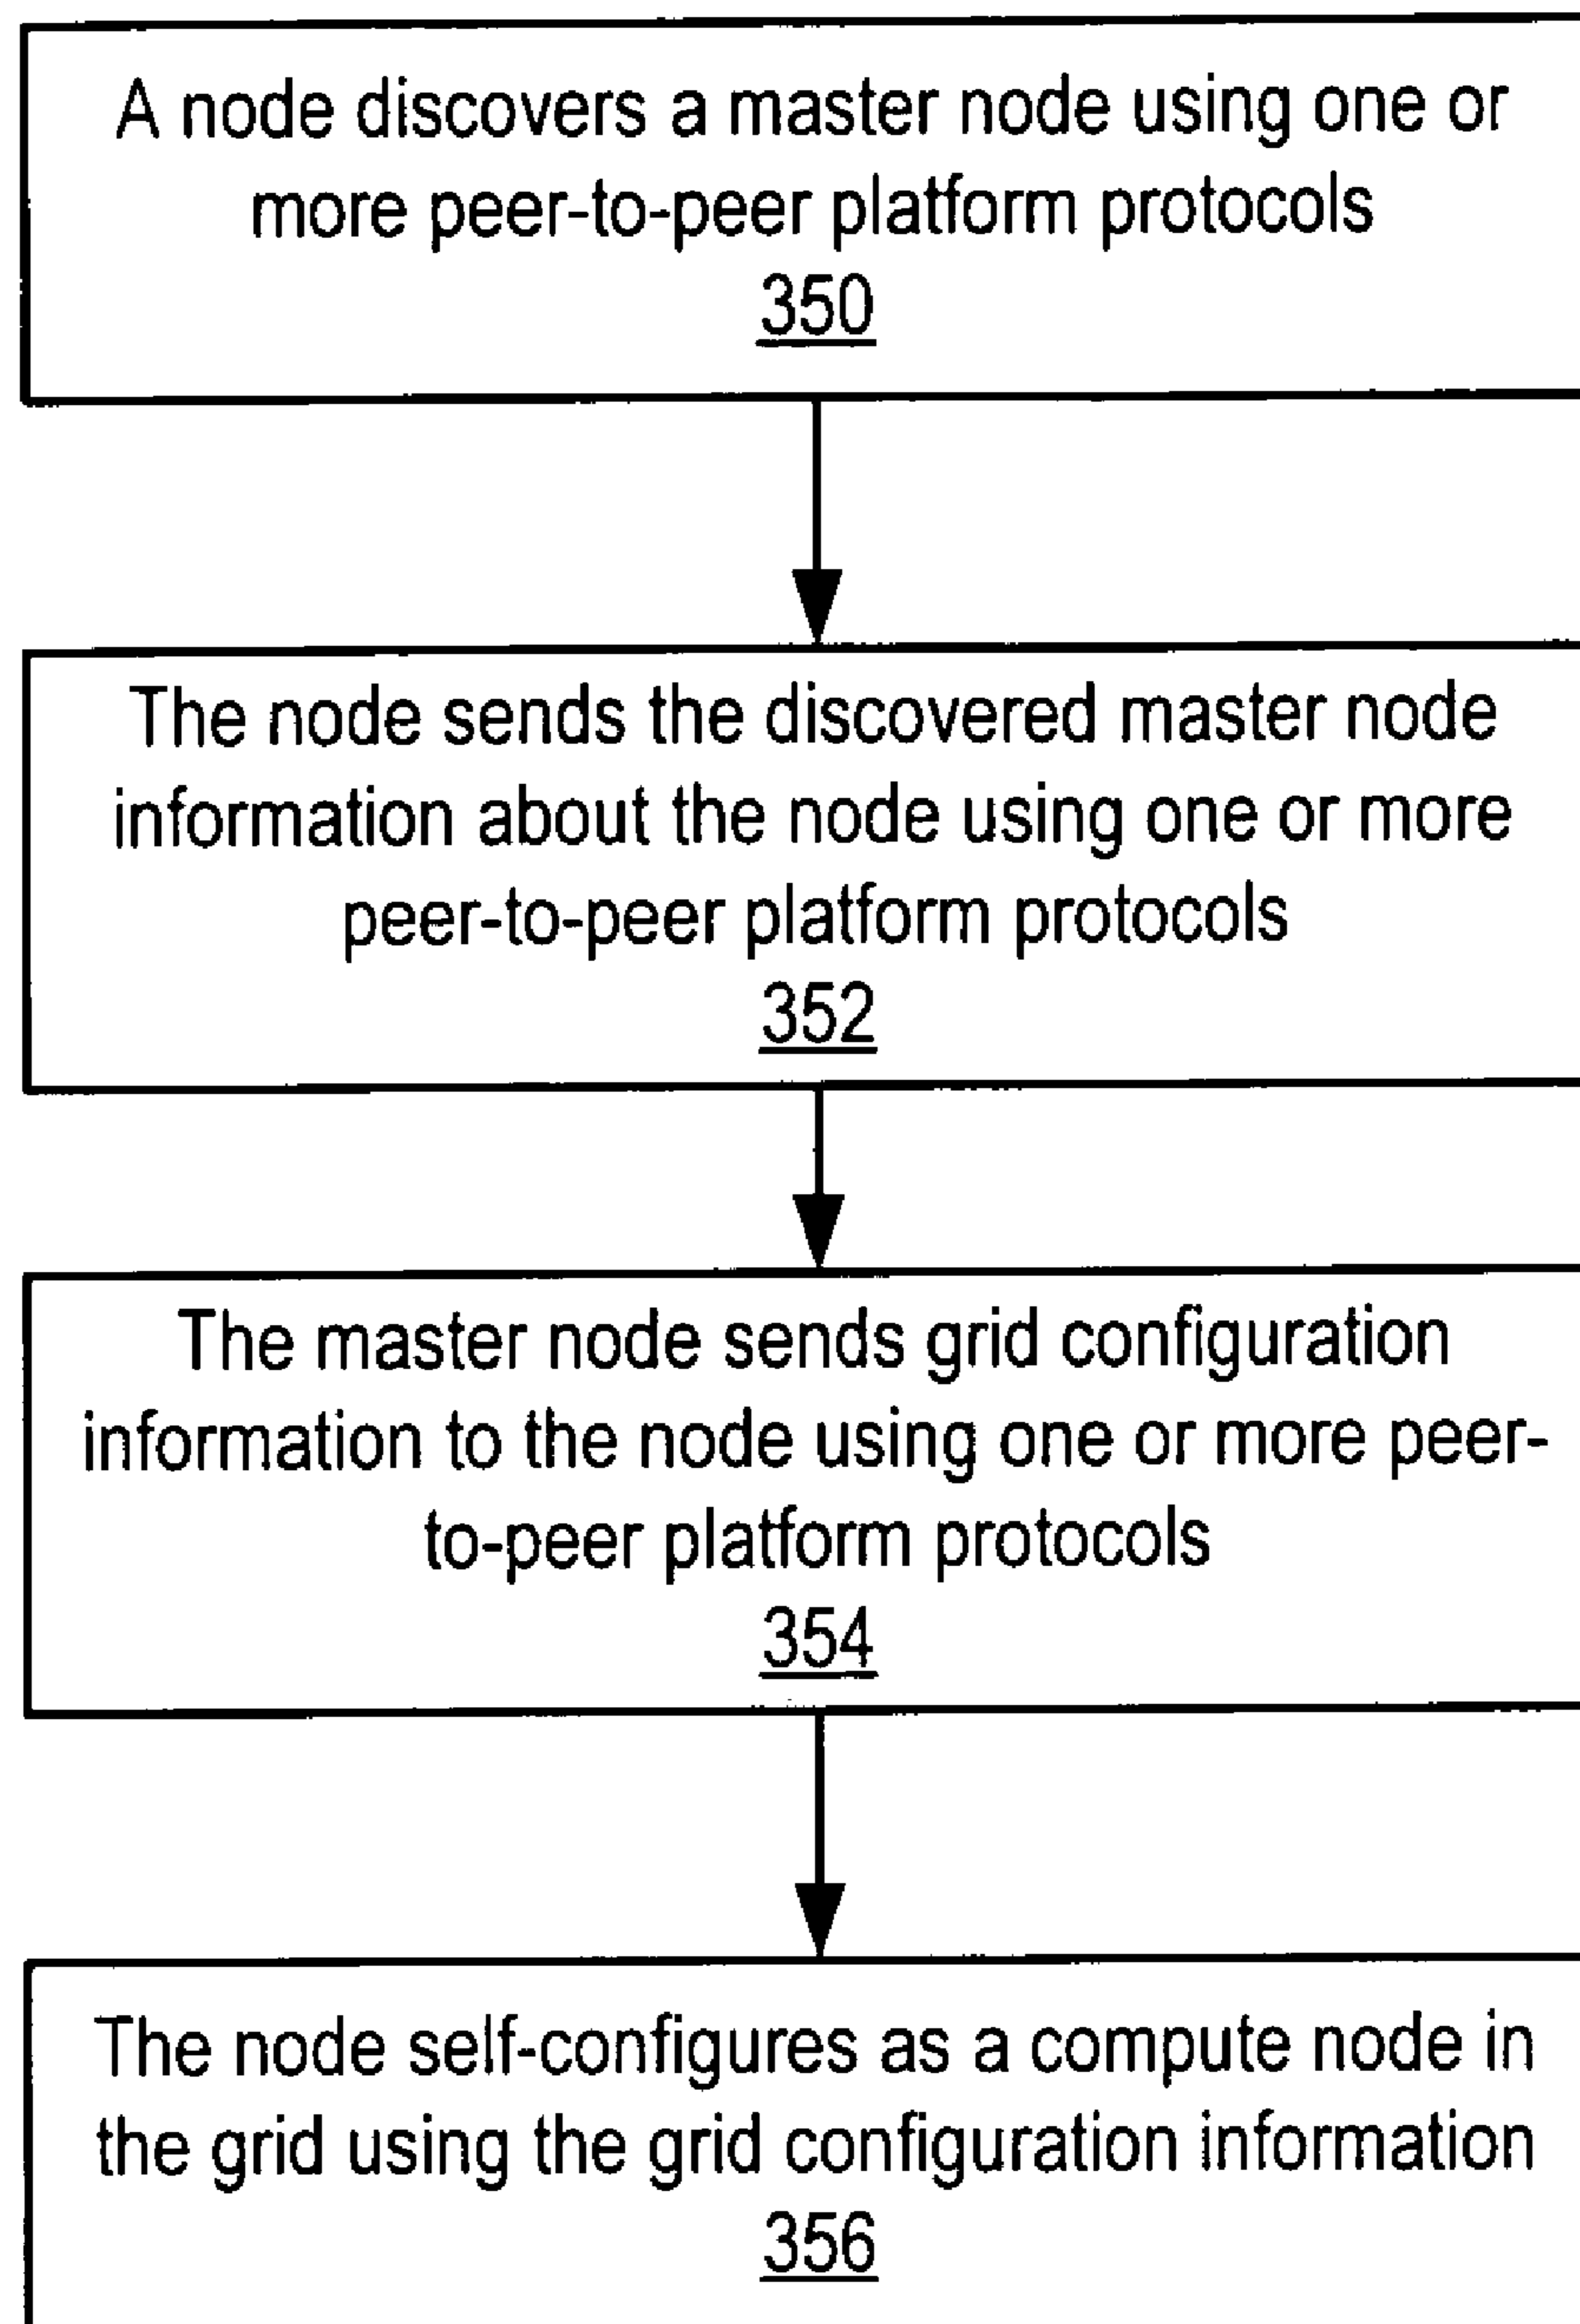 A node discovers a master node using one or
more peer-to-peer platform protocols
350
The node sends the discovered master node
information about the node using one or more
peer-to-peer platform protocols
352
The master node sends grid configuration
information to the node using one or more peer-
to-peer platform protocols
354
The node self-configures as a compute node in
the grid using the grid configuration information
356